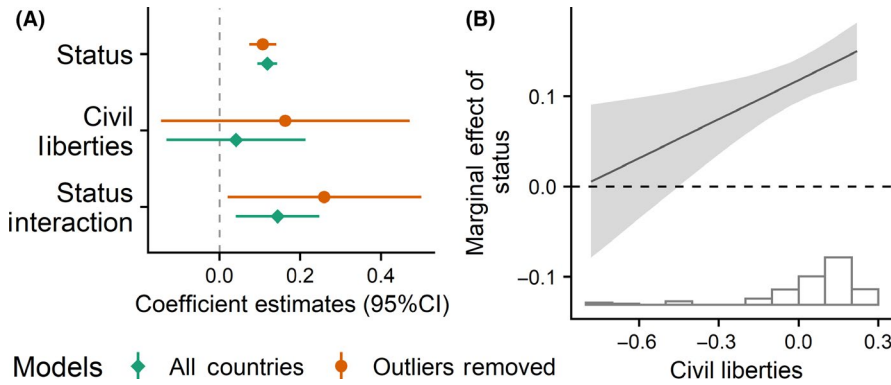 (A)
Status
Civil
liberties
Status
interaction
0.0 0.2 0.4
Coefficient estimates (95%CI)
Models All countries Outliers removed
(B)
Marginal effect of
status
0.1
0.0
−0.1
−0.6 −0.3 0.0 0.3
Civil liberties